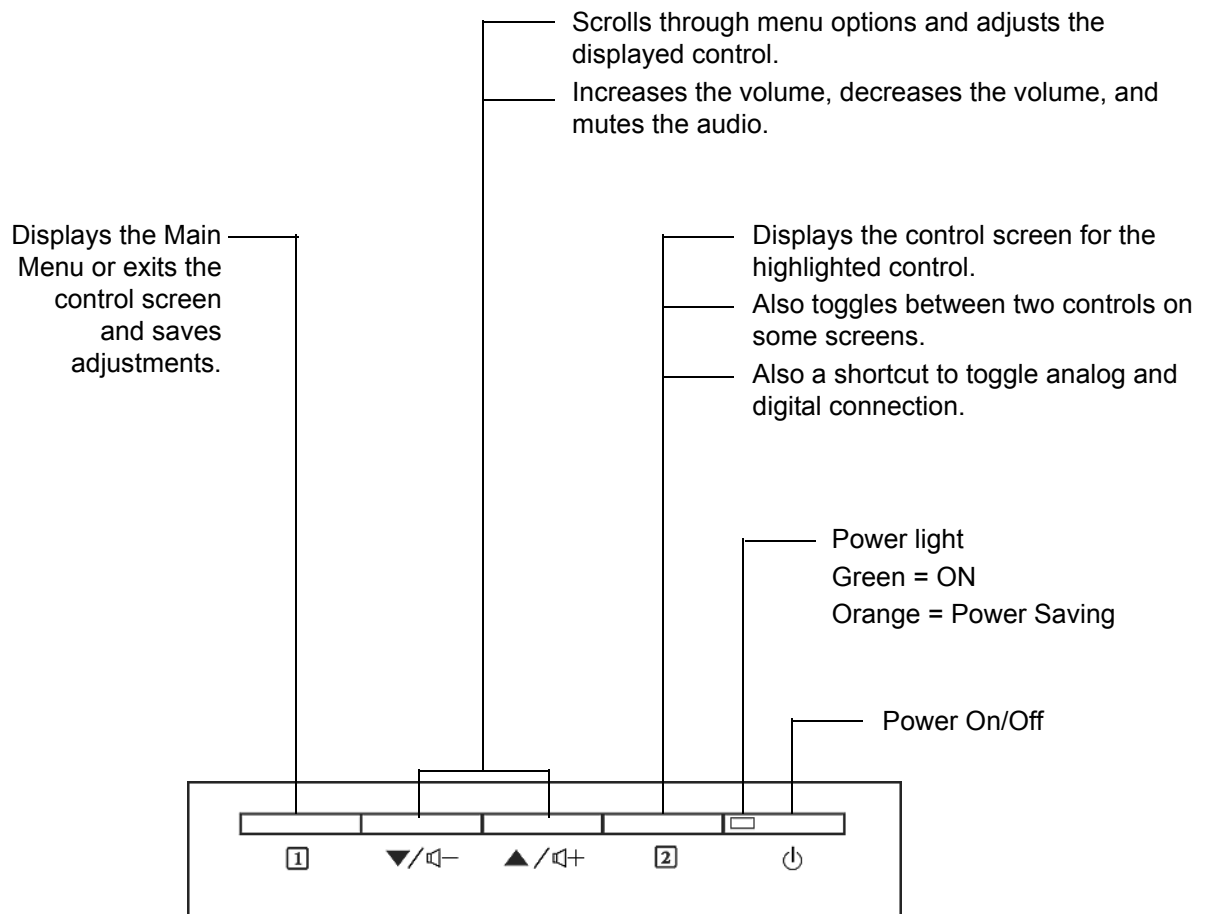 Scrolls through menu options and adjusts the
displayed control.
Increases the volume, decreases the volume, and
mutes the audio.
Displays the Main
Menu or exits the
control screen
and saves
adjustments.
Displays the control screen for the
highlighted control.
Also toggles between two controls on
some screens.
Also a shortcut to toggle analog and
digital connection.
Power light
Green = ON
Orange = Power Saving
Power On/Off
1 ▼/− ▲/+ 2